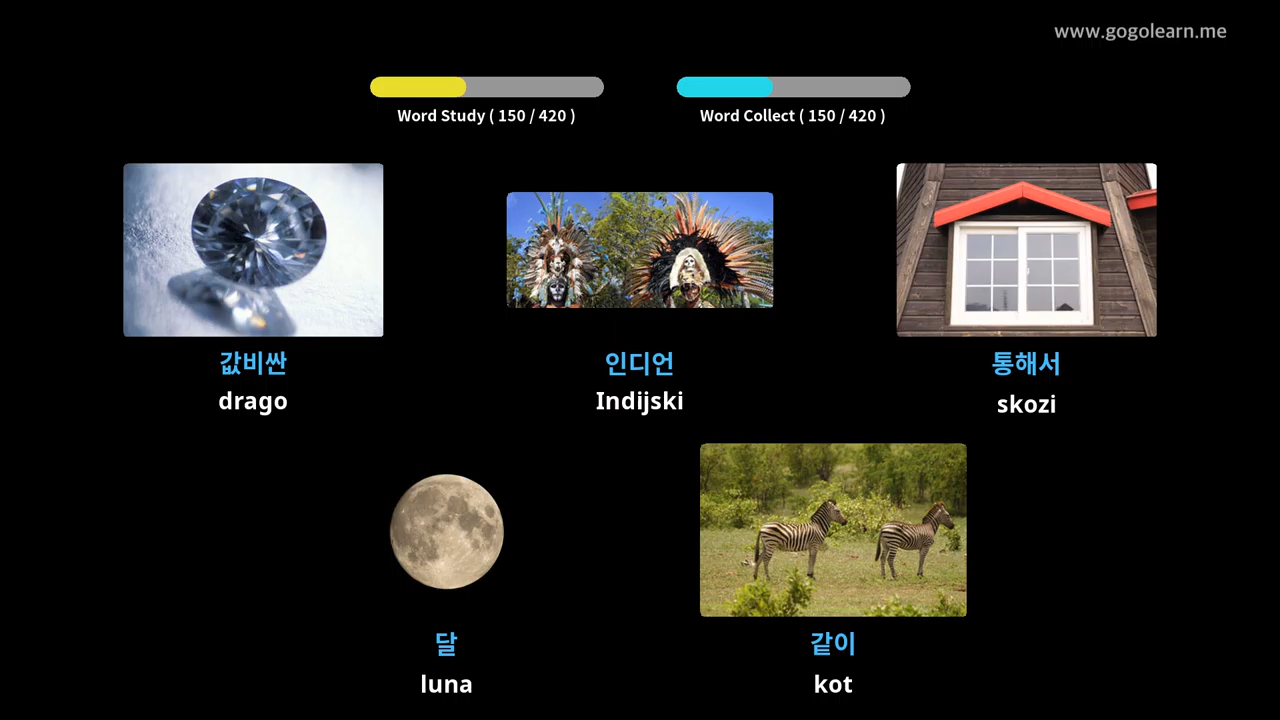 www.gogolearn.me
Word Study ( 150 / 420 )
Word Collect ( 150 / 420 )
값비싼
drago
인디언
Indijski
통해서
skozi
달
luna
같이
kot